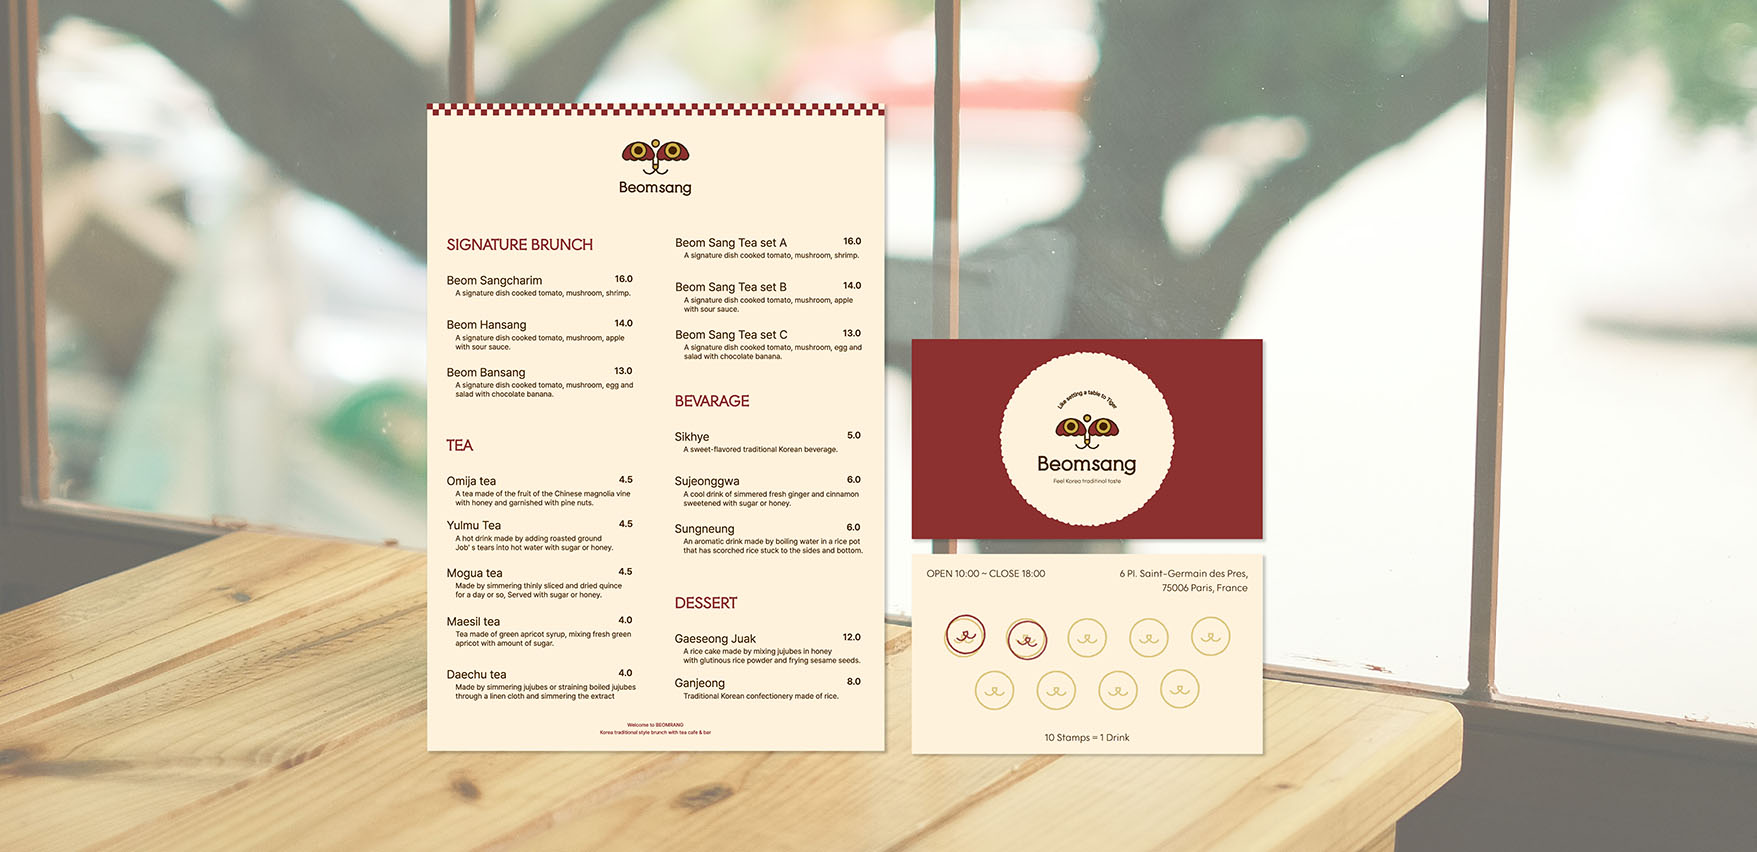 Beomsang
SIGNATURE BRUNCH
Beom Sangcharim 16.0
A signature dish cooked tomato, mushroom, shrimp.
Beom Hansang 14.0
A signature dish cooked tomato, mushroom, apple
with sour sauce.
Beom Bansang 13.0
A signature dish cooked tomato, mushroom, egg and
salad with chocolate banana.
TEA
Omija tea 4.5
A tea made of the fruit of the Chinese magnolia vine
with honey and garnished with pine nuts.
Yulmu Tea 4.5
A hot drink made by adding roasted ground
Job' s tears into hot water with sugar or honey.
Mogua tea 4.5
Made by simmering thinly sliced and dried quince
for a day or so, Served with sugar or honey.
Maesil tea 4.0
Tea made of green apricot syrup, mixing fresh green
apricot with amount of sugar.
Daechu tea 4.0
Made by simmering jujubes or straining boiled jujubes
through a linen cloth and simmering the extract
Beom Sang Tea set A 16.0
A signature dish cooked tomato, mushroom, shrimp.
Beom Sang Tea set B 14.0
A signature dish cooked tomato, mushroom, apple
with sour sauce.
Beom Sang Tea set C 13.0
A signature dish cooked tomato, mushroom, egg and
salad with chocolate banana.
BEVARAGE
Sikhye 5.0
A sweet-flavored traditional Korean beverage.
Sujeonggwa 6.0
A cool drink of simmered fresh ginger and cinnamon
sweetened with sugar or honey.
Sungneung 6.0
An aromatic drink made by boiling water in a rice pot
that has scorched rice stuck to the sides and bottom.
DESSERT
Gaeseong Juak 12.0
A rice cake made by mixing jujubes in honey
with glutinous rice powder and frying sesame seeds.
Ganjeong 8.0
Traditional Korean confectionery made of rice.
Welcome to BEOMRANG
Korea traditional style brunch with tea cafe & bar
Like setting a table to Tiger
Beomsang
Feel Korea traditinal taste
OPEN 10:00 ~ CLOSE 18:00
6 Pl. Saint-Germain des Pres,
75006 Paris, France
10 Stamps = 1 Drink